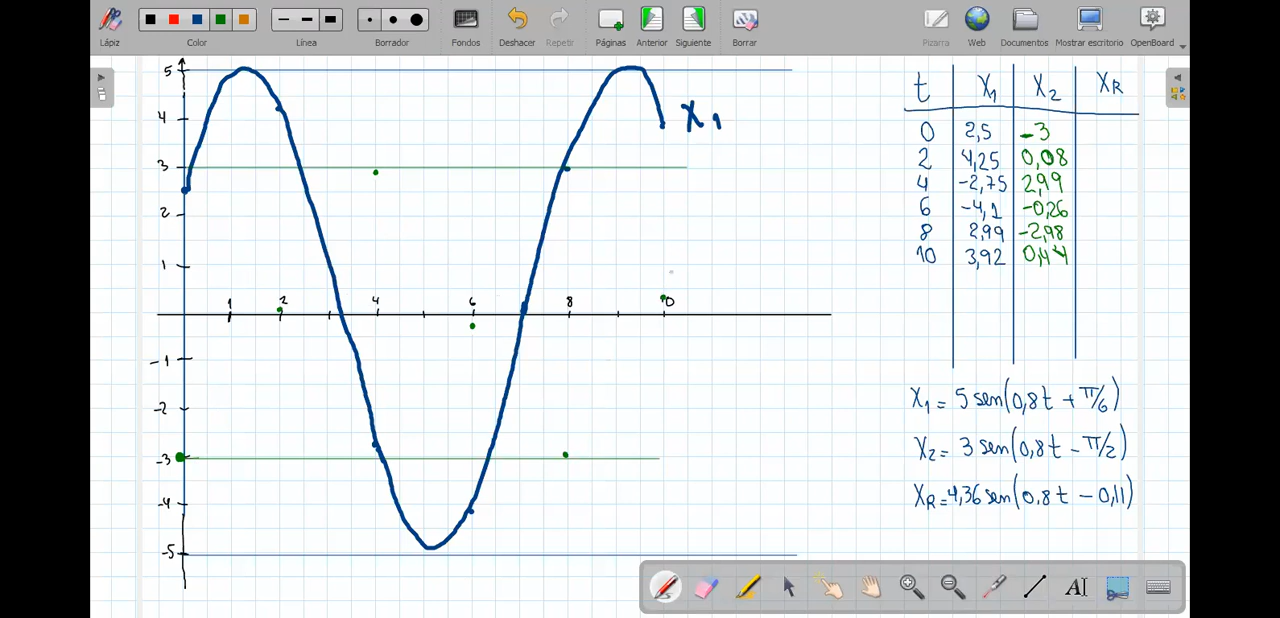 Lápiz Color Línea Borrador Fondos Deshacer Repetir Páginas Anterior Siguiente Borrar Pizarra Web Documentos Mostrar escritorio OpenBoard
5
4
3
2
1
1 2 4 6 8 10
-1
-2
-3
-4
-5
X1
t X1 X2 XR
0 2,5 -3
2 4,25 0,08
4 -2,75 2,99
6 -4,1 -0,26
8 2,99 -2,98
10 3,92 0,44
X1 = 5 sen(0,8t + π/6)
X2 = 3 sen(0,8t - π/2)
XR = 4,36 sen(0,8t - 0,11)